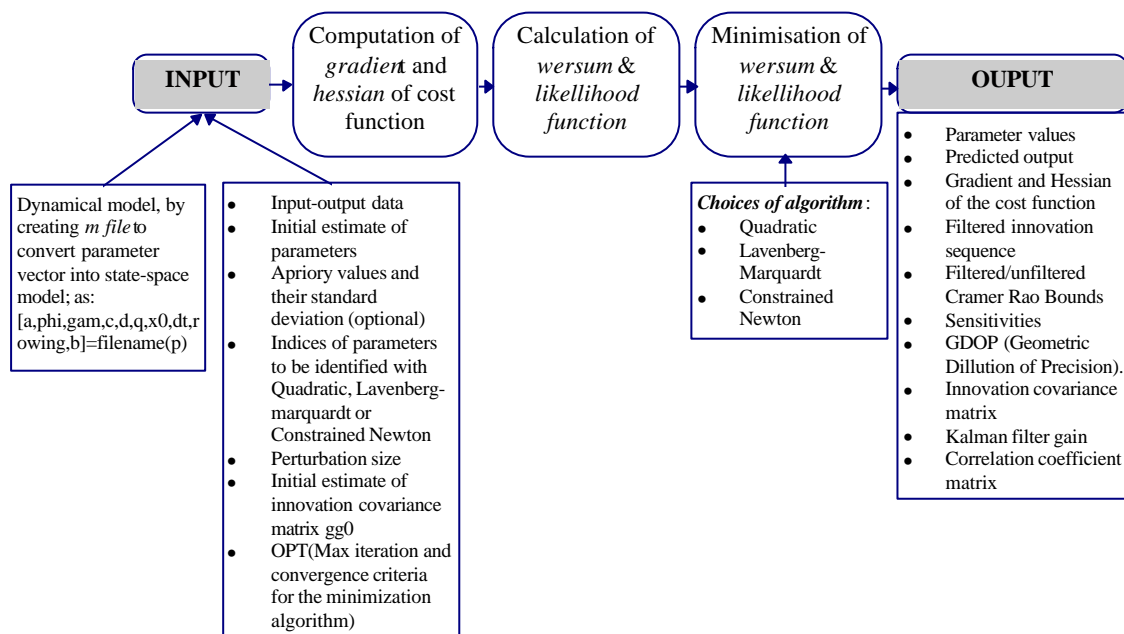 INPUT
Computation of
gradient and
hessian of cost
function
Calculation of
wersum &
likellihood
function
Minimisation of
wersum &
likellihood
function
OUPUT
Dynamical model, by
creating m file to
convert parameter
vector into state-space
model; as:
[a,phi,gam,c,d,q,x0,dt,r
owing,b]=filename(p)
• Input-output data
• Initial estimate of
parameters
• Apriory values and
their standard
deviation (optional)
• Indices of parameters
to be identified with
Quadratic, Lavenberg-
marquardt or
Constrained Newton
• Perturbation size
• Initial estimate of
innovation covariance
matrix gg0
• OPT(Max iteration and
convergence criteria
for the minimization
algorithm)
Choices of algorithm:
• Quadratic
• Lavenberg-
Marquardt
• Constrained
Newton
• Parameter values
• Predicted output
• Gradient and Hessian
of the cost function
• Filtered innovation
sequence
• Filtered/unfiltered
Cramer Rao Bounds
• Sensitivities
• GDOP (Geometric
Dillution of Precision).
• Innovation covariance
matrix
• Kalman filter gain
• Correlation coefficient
matrix